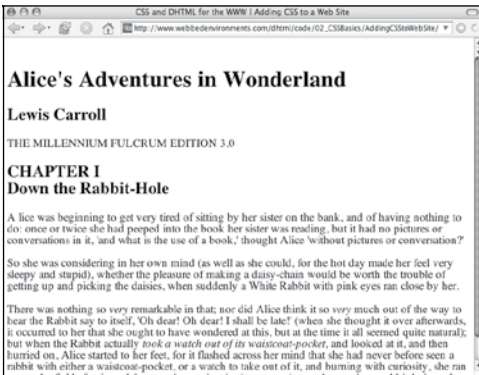 CSS and DHTML for the WWW | Adding CSS to a Web Site
http://www.webbedenvironments.com/dhtml/code/02_CSSBasics/AddingCSStoWebSite/
Alice's Adventures in Wonderland
Lewis Carroll
THE MILLENNIUM FULCRUM EDITION 3.0
CHAPTER I
Down the Rabbit-Hole
A lice was beginning to get very tired of sitting by her sister on the bank, and of having nothing to
do: once or twice she had peeped into the book her sister was reading, but it had no pictures or
conversations in it, 'and what is the use of a book,' thought Alice 'without pictures or conversation?'
So she was considering in her own mind (as well as she could, for the hot day made her feel very
sleepy and stupid), whether the pleasure of making a daisy-chain would be worth the trouble of
getting up and picking the daisies, when suddenly a White Rabbit with pink eyes ran close by her.
There was nothing so very remarkable in that; nor did Alice think it so very much out of the way to
hear the Rabbit say to itself, 'Oh dear! Oh dear! I shall be late!' (when she thought it over afterwards,
it occurred to her that she ought to have wondered at this, but at the time it all seemed quite natural);
but when the Rabbit actually took a watch out of its waistcoat-pocket, and looked at it, and then
hurried on, Alice started to her feet, for it flashed across her mind that she had never before seen a
rabbit with either a waistcoat-pocket, or a watch to take out of it, and burning with curiosity, she ran